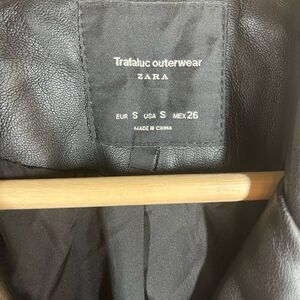 Trafaluc outerwear
ZARA
EUR S USA S MEX 26
MADE IN CHINA